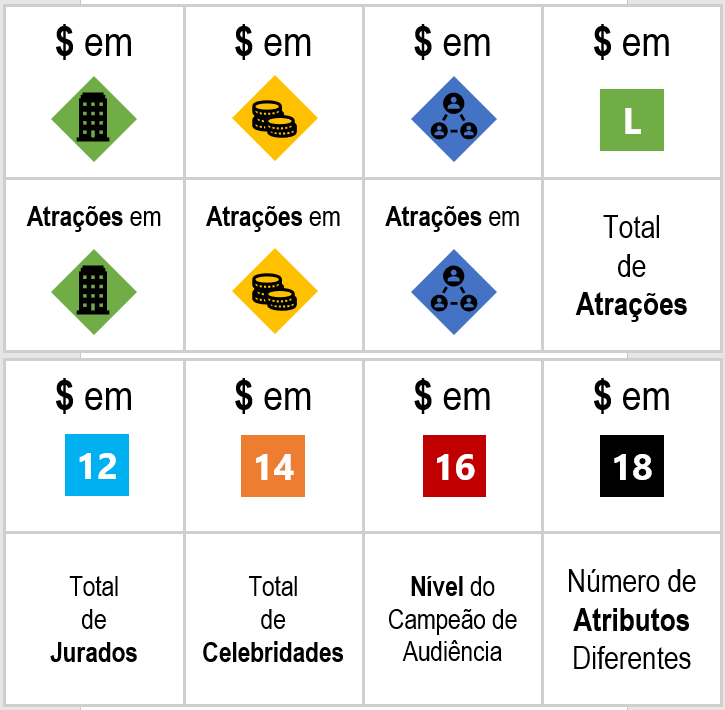 $ em
$ em
$ em
$ em
L
Atrações em
Atrações em
Atrações em
Total
de
Atrações
$ em
$ em
$ em
$ em
12
14
16
18
Total
de
Jurados
Total
de
Celebridades
Nível do
Campeão de
Audiência
Número de
Atributos
Diferentes